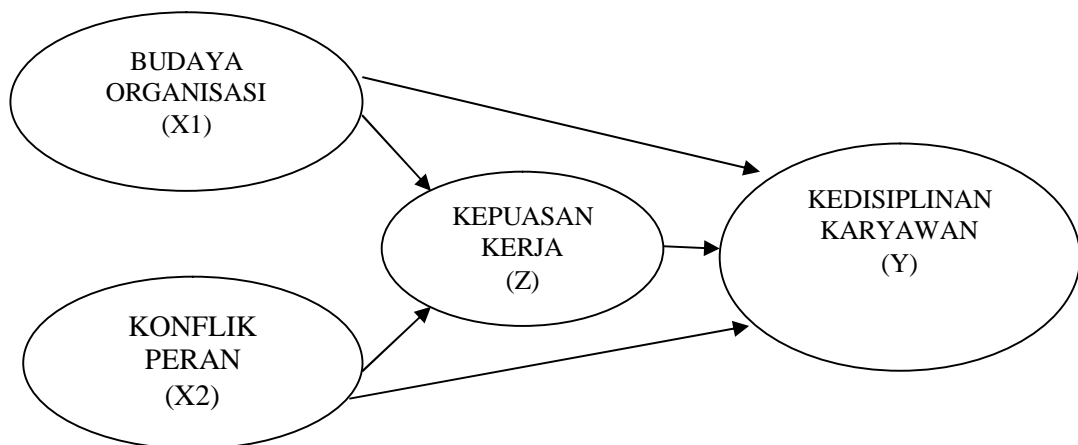 BUDAYA
ORGANISASI
(X1)
KEPUASAN
KERJA
(Z)
KEDISIPLINAN
KARYAWAN
(Y)
KONFLIK
PERAN
(X2)